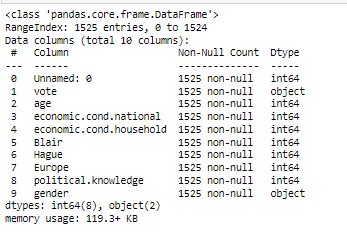 <class 'pandas.core.frame.DataFrame'>
RangeIndex: 1525 entries, 0 to 1524
Data columns (total 10 columns):
 #   Column                   Non-Null Count  Dtype
---  ------                   --------------  -----
 0   Unnamed: 0               1525 non-null   int64
 1   vote                     1525 non-null   object
 2   age                      1525 non-null   int64
 3   economic.cond.national   1525 non-null   int64
 4   economic.cond.household  1525 non-null   int64
 5   Blair                    1525 non-null   int64
 6   Hague                    1525 non-null   int64
 7   Europe                   1525 non-null   int64
 8   political.knowledge      1525 non-null   int64
 9   gender                   1525 non-null   object
dtypes: int64(8), object(2)
memory usage: 119.3+ KB